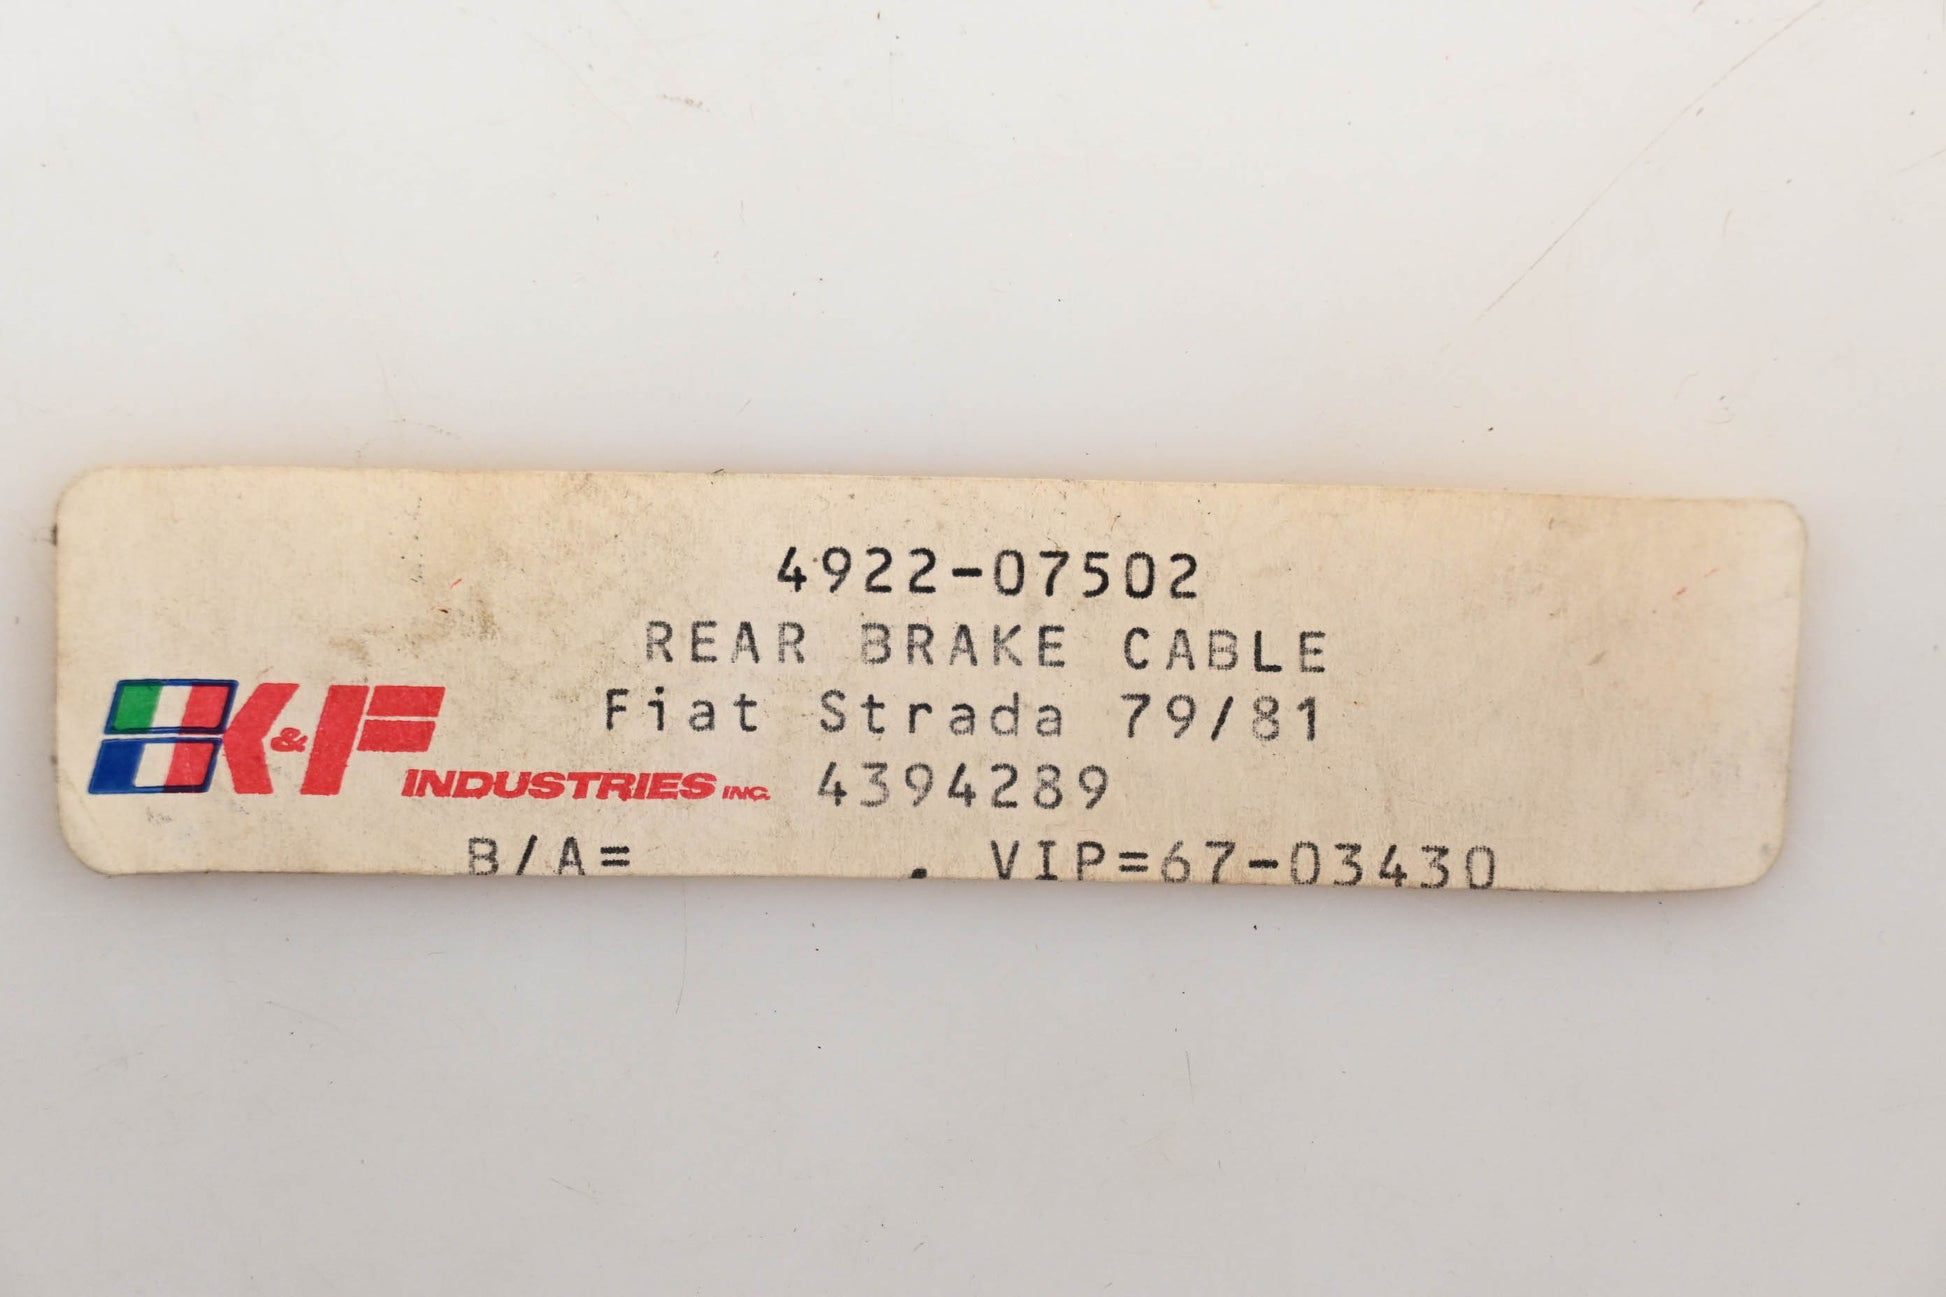 4922-07502
REAR BRAKE CABLE
Fiat Strada 79/81
K&F INDUSTRIES INC. 4394289
B/A= . VIP=67-03430